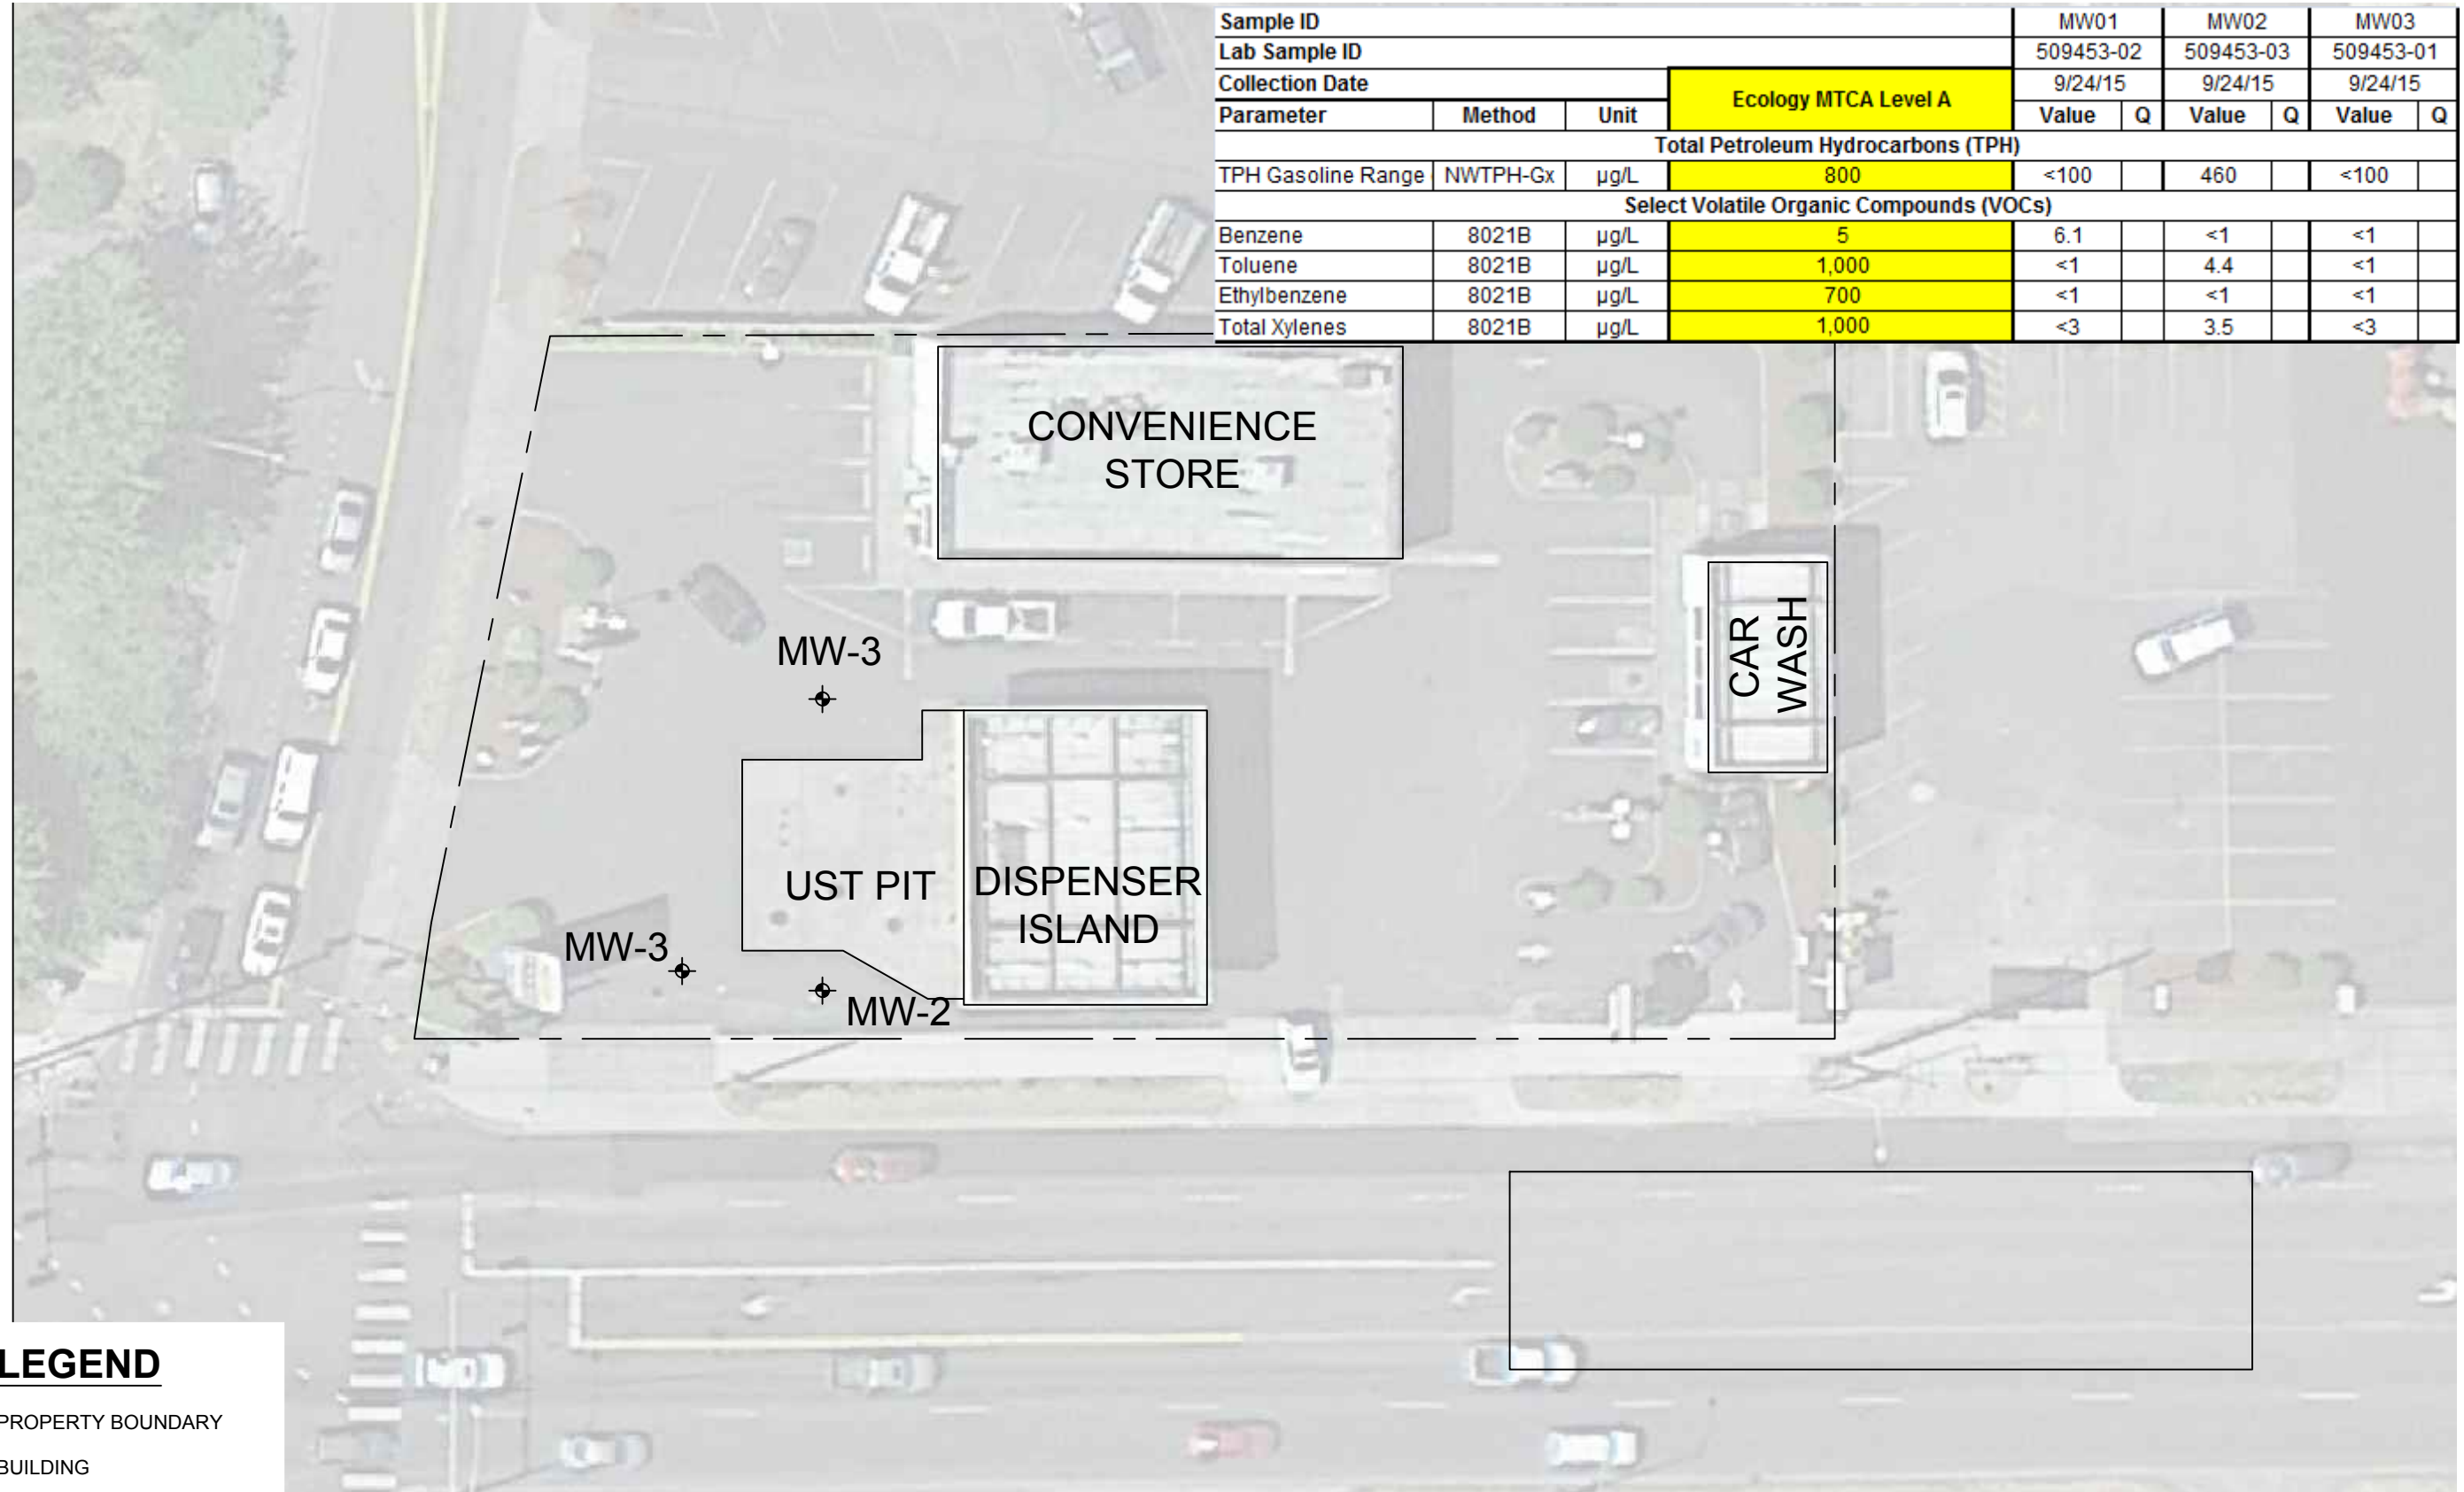 Sample ID MW01 MW02 MW03
Lab Sample ID 509453-02 509453-03 509453-01
Collection Date Ecology MTCA Level A 9/24/15 9/24/15 9/24/15
Parameter Method Unit Value Q Value Q Value Q
Total Petroleum Hydrocarbons (TPH)
TPH Gasoline Range NWTPH-Gx µg/L 800 <100 460 <100
Select Volatile Organic Compounds (VOCs)
Benzene 8021B µg/L 5 6.1 <1 <1
Toluene 8021B µg/L 1,000 <1 4.4 <1
Ethylbenzene 8021B µg/L 700 <1 <1 <1
Total Xylenes 8021B µg/L 1,000 <3 3.5 <3
CONVENIENCE
STORE
CAR
WASH
MW-3
UST PIT
DISPENSER
ISLAND
MW-3
MW-2
LEGEND
PROPERTY BOUNDARY
BUILDING